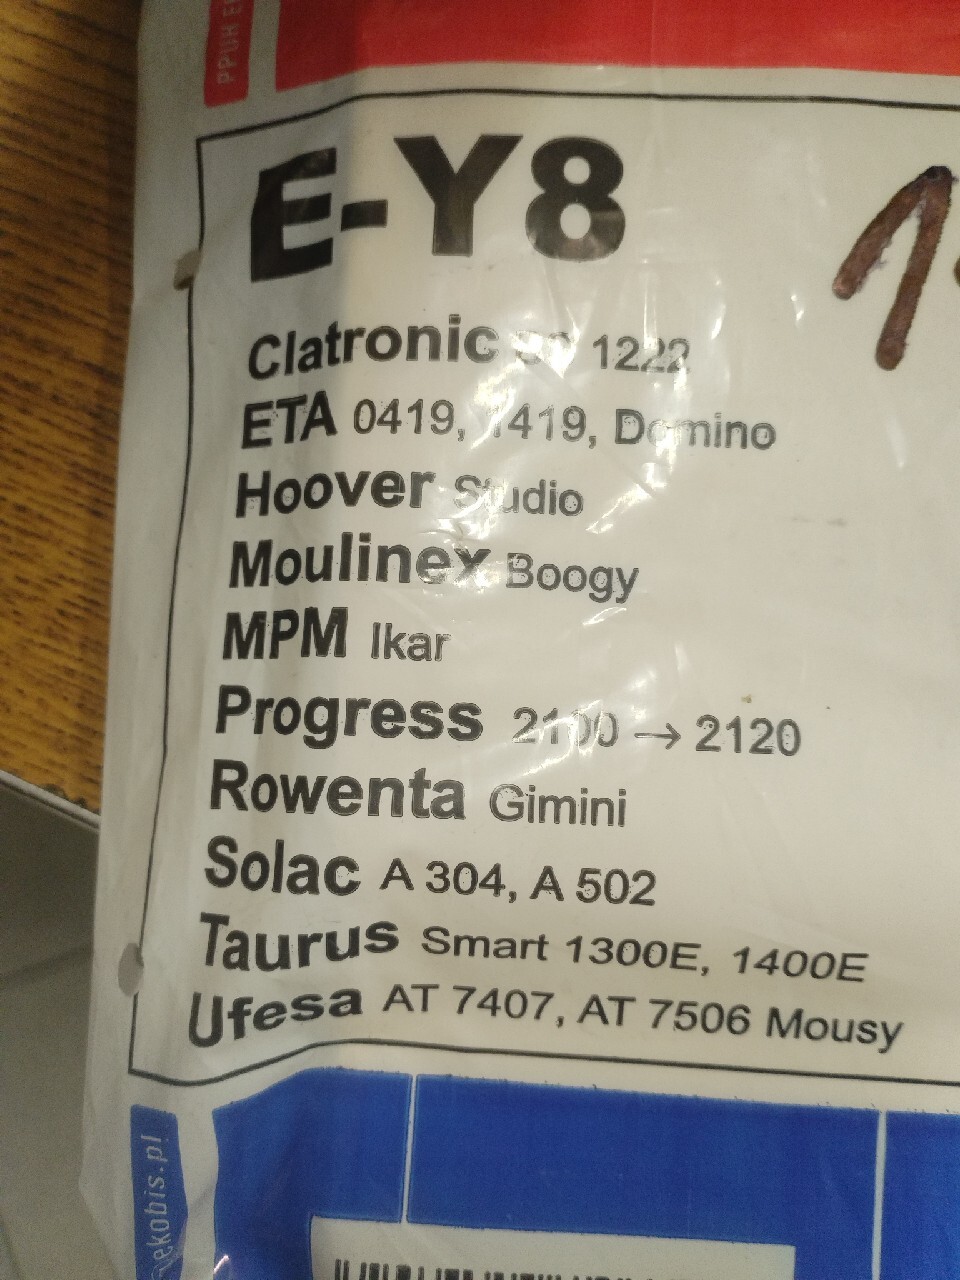 PPUH
E-Y8
Clatronic 1222
ETA 0419, 1419, Domino
Hoover Studio
Moulinex Boogy
MPM Ikar
Progress 2100 → 2120
Rowenta Gimini
Solac A 304, A 502
Taurus Smart 1300E, 1400E
Ufesa AT 7407, AT 7506 Mousy
ekobis.pl